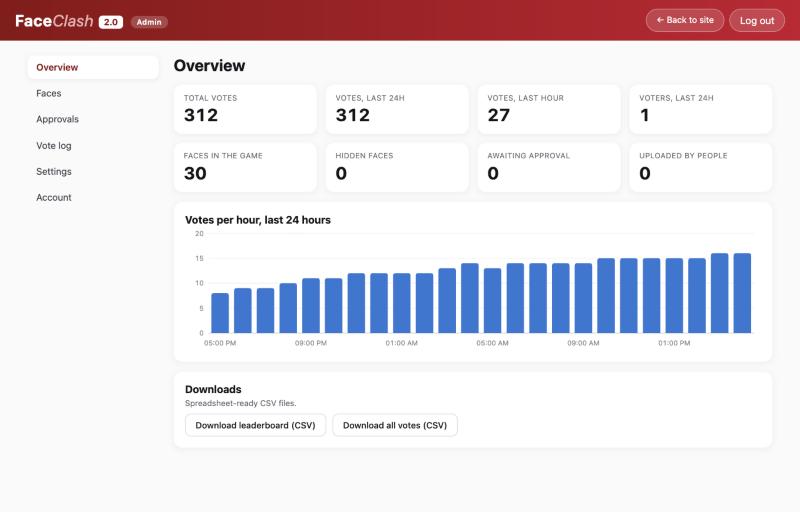 FaceClash 2.0 Admin ← Back to site Log out
Overview
Faces
Approvals
Vote log
Settings
Account
Overview
TOTAL VOTES
312
VOTES, LAST 24H
312
VOTES, LAST HOUR
27
VOTERS, LAST 24H
1
FACES IN THE GAME
30
HIDDEN FACES
0
AWAITING APPROVAL
0
UPLOADED BY PEOPLE
0
Votes per hour, last 24 hours
20
15
10
5
0
05:00 PM 09:00 PM 01:00 AM 05:00 AM 09:00 AM 01:00 PM
Downloads
Spreadsheet-ready CSV files.
Download leaderboard (CSV) Download all votes (CSV)